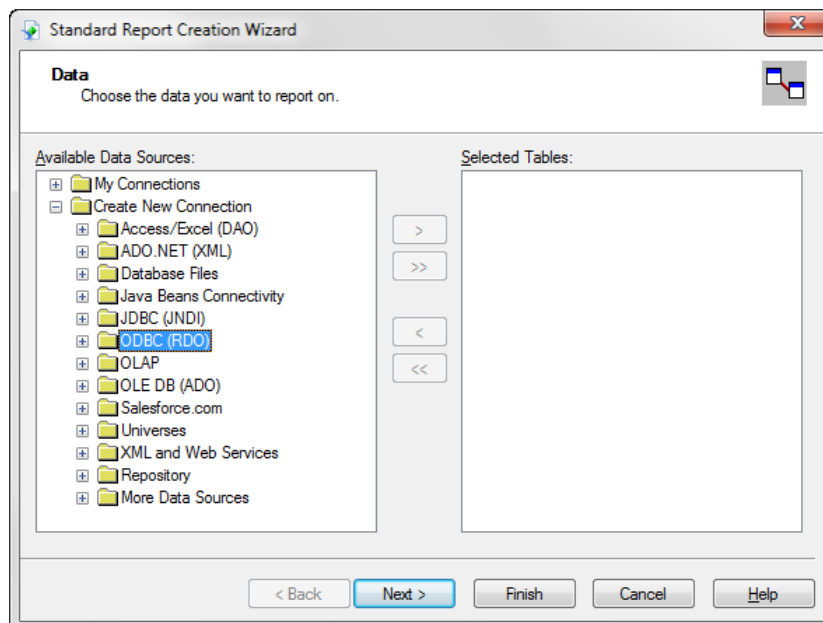 Standard Report Creation Wizard
Data
Choose the data you want to report on.
Available Data Sources:
Selected Tables:
My Connections
Create New Connection
Access/Excel (DAO)
ADO.NET (XML)
Database Files
Java Beans Connectivity
JDBC (JNDI)
ODBC (RDO)
OLAP
OLE DB (ADO)
Salesforce.com
Universes
XML and Web Services
Repository
More Data Sources
>
>>
<
<<
< Back
Next >
Finish
Cancel
Help